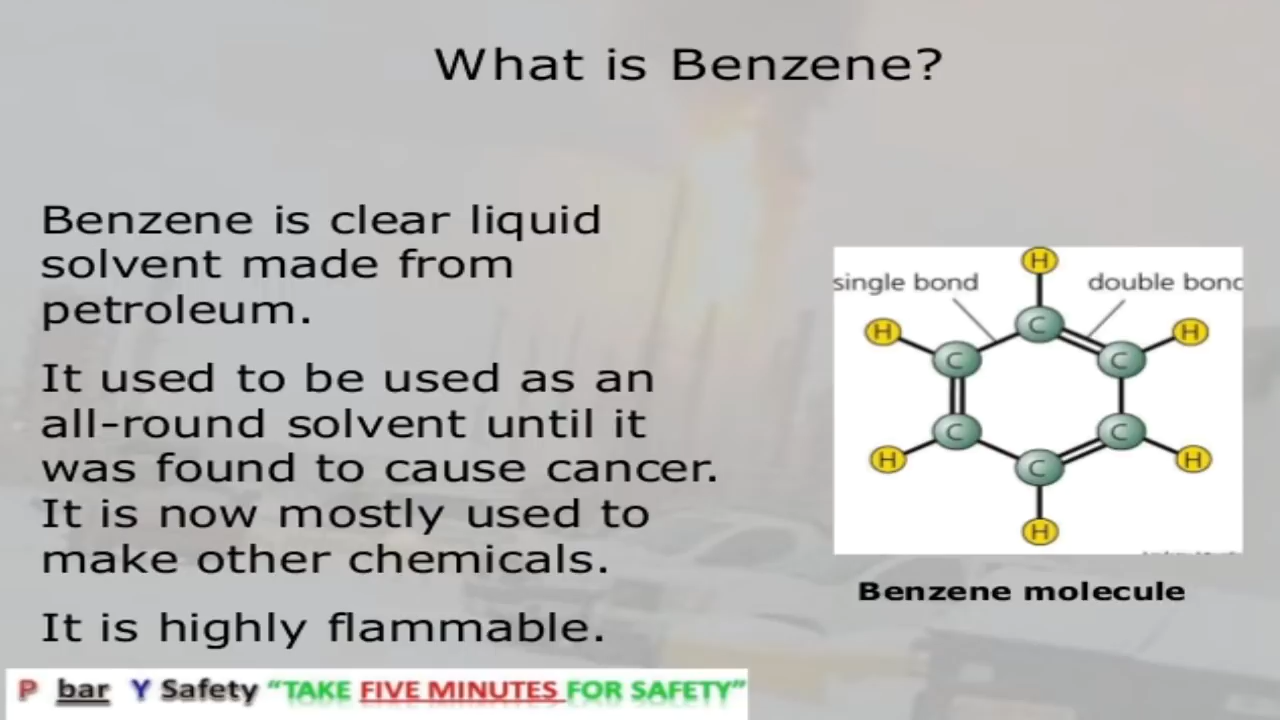 What is Benzene?
Benzene is clear liquid
solvent made from
petroleum.
It used to be used as an
all-round solvent until it
was found to cause cancer.
It is now mostly used to
make other chemicals.
It is highly flammable.
single bond
double bond
H
H
H
C
C
C
C
C
C
H
H
H
Benzene molecule
P bar Y Safety “TAKE FIVE MINUTES FOR SAFETY”